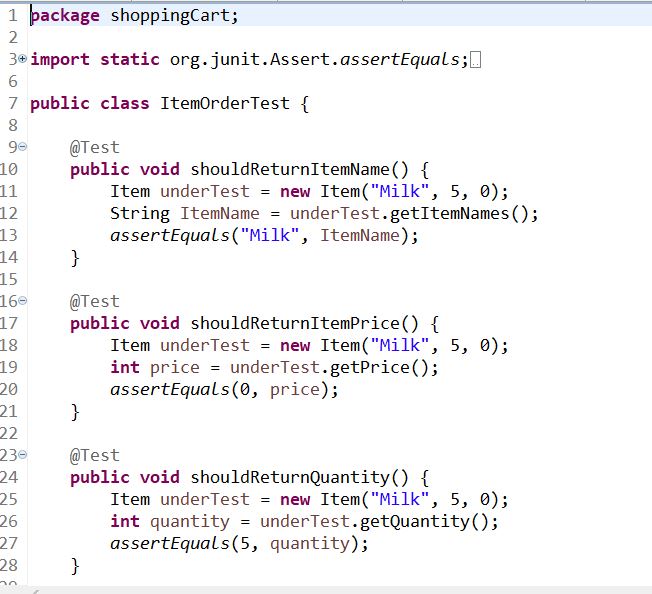 1 package shoppingCart;
2
3 import static org.junit.Assert.assertEquals;
6
7 public class ItemOrderTest {
8
9 @Test
10 public void shouldReturnItemName() {
11 Item underTest = new Item("Milk", 5, 0);
12 String ItemName = underTest.getItemNames();
13 assertEquals("Milk", ItemName);
14 }
15
16 @Test
17 public void shouldReturnItemPrice() {
18 Item underTest = new Item("Milk", 5, 0);
19 int price = underTest.getPrice();
20 assertEquals(0, price);
21 }
22
23 @Test
24 public void shouldReturnQuantity() {
25 Item underTest = new Item("Milk", 5, 0);
26 int quantity = underTest.getQuantity();
27 assertEquals(5, quantity);
28 }